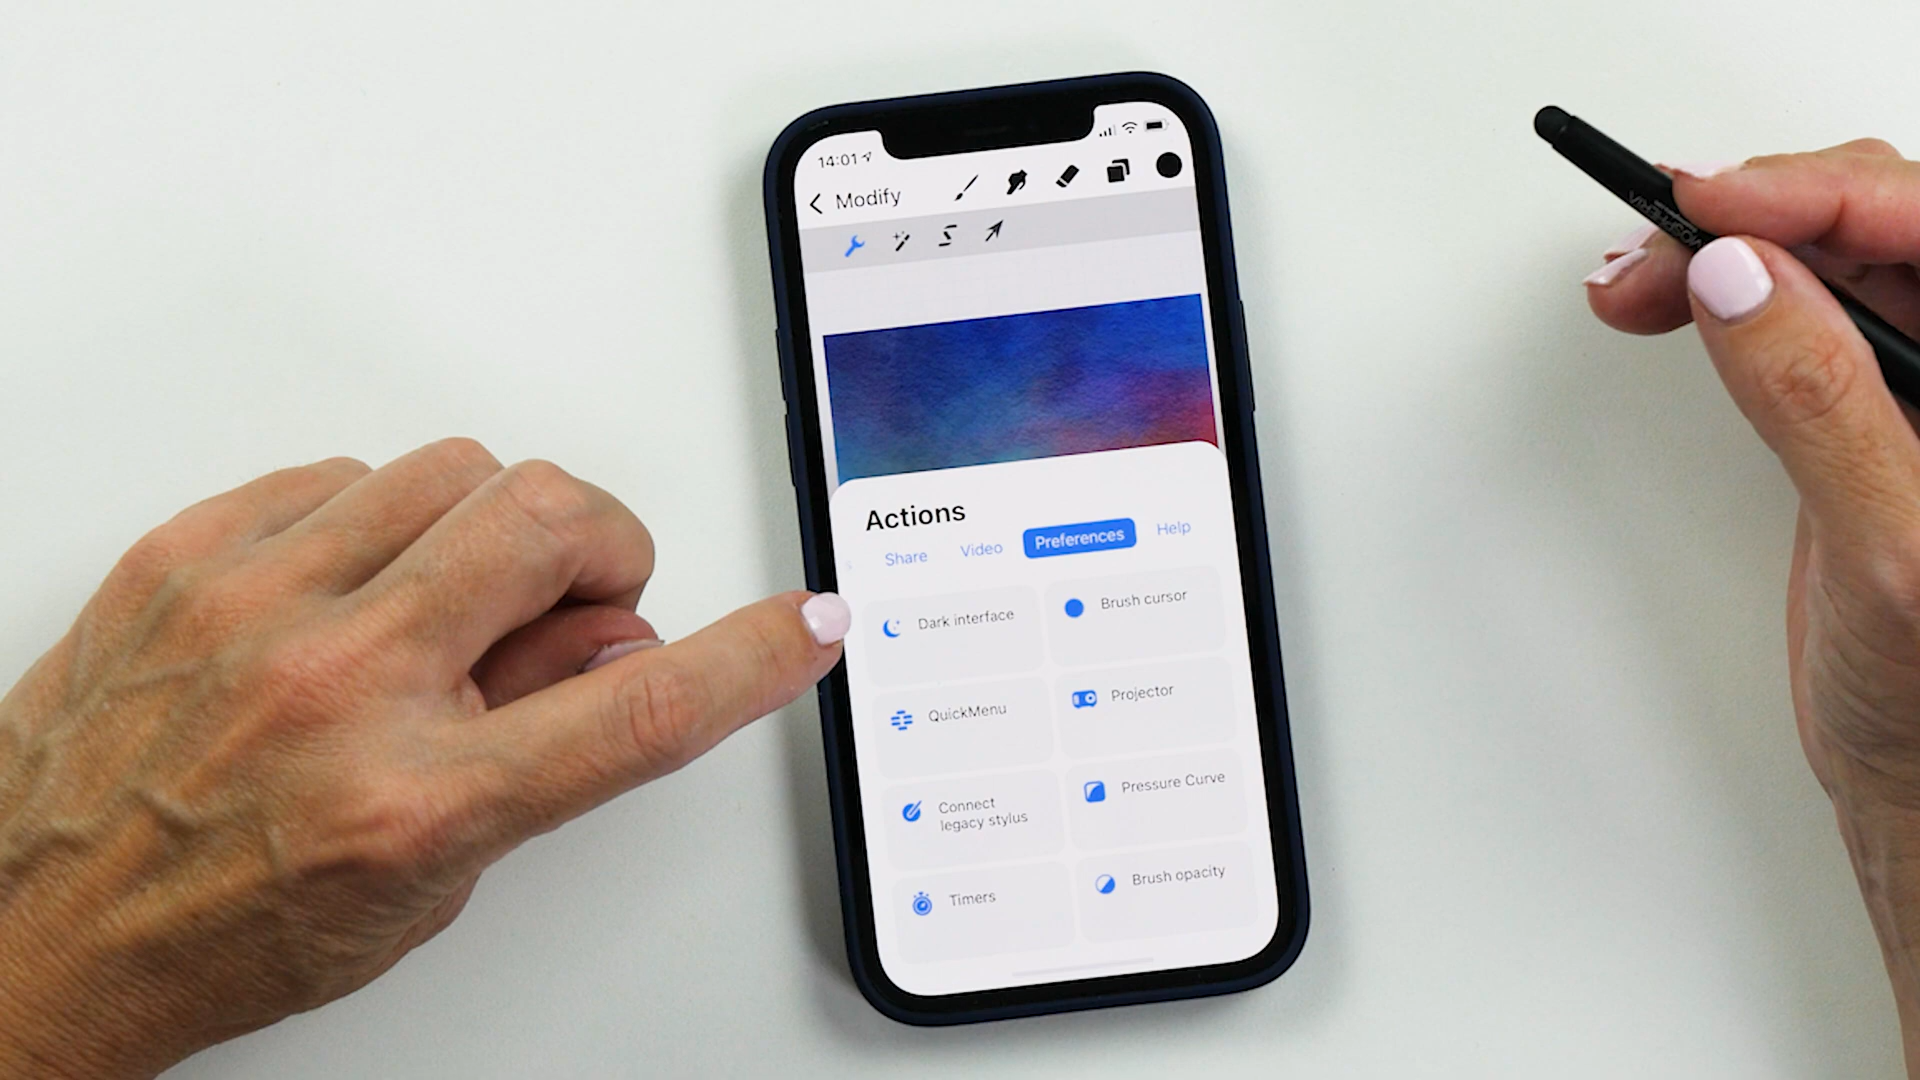 14:01
Modify
Actions
s Share Video Preferences Help
Dark interface
Brush cursor
QuickMenu
Projector
Connect
legacy stylus
Pressure Curve
Timers
Brush opacity